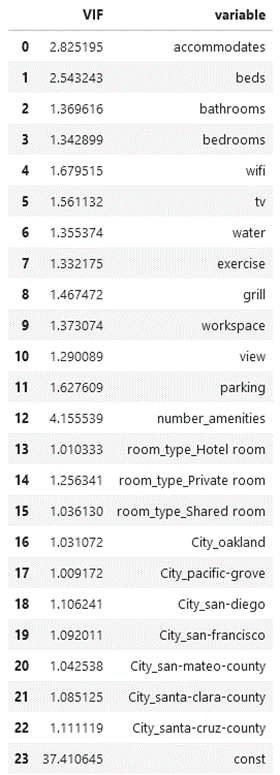 VIF variable
0 2.825195 accommodates
1 2.543243 beds
2 1.369616 bathrooms
3 1.342899 bedrooms
4 1.679515 wifi
5 1.561132 tv
6 1.355374 water
7 1.332175 exercise
8 1.467472 grill
9 1.373074 workspace
10 1.290089 view
11 1.627609 parking
12 4.155539 number_amenities
13 1.010333 room_type_Hotel room
14 1.256341 room_type_Private room
15 1.036130 room_type_Shared room
16 1.031072 City_oakland
17 1.009172 City_pacific-grove
18 1.106241 City_san-diego
19 1.092011 City_san-francisco
20 1.042538 City_san-mateo-county
21 1.085125 City_santa-clara-county
22 1.111119 City_santa-cruz-county
23 37.410645 const